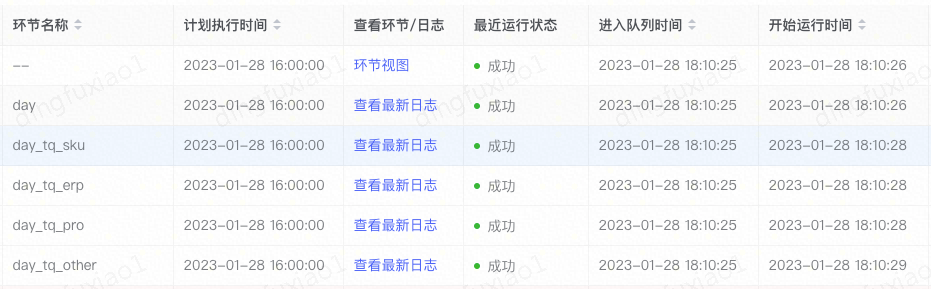 环节名称 计划执行时间 查看环节/日志 最近运行状态 进入队列时间 开始运行时间
-- 2023-01-28 16:00:00 环节视图 成功 2023-01-28 18:10:25 2023-01-28 18:10:26
day 2023-01-28 16:00:00 查看最新日志 成功 2023-01-28 18:10:25 2023-01-28 18:10:26
day_tq_sku 2023-01-28 16:00:00 查看最新日志 成功 2023-01-28 18:10:25 2023-01-28 18:10:28
day_tq_erp 2023-01-28 16:00:00 查看最新日志 成功 2023-01-28 18:10:25 2023-01-28 18:10:28
day_tq_pro 2023-01-28 16:00:00 查看最新日志 成功 2023-01-28 18:10:25 2023-01-28 18:10:28
day_tq_other 2023-01-28 16:00:00 查看最新日志 成功 2023-01-28 18:10:25 2023-01-28 18:10:29